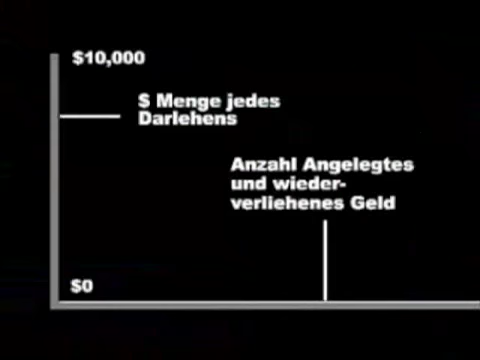 $10,000
$ Menge jedes
Darlehens
Anzahl Angelegtes
und wieder-
verliehenes Geld
$0